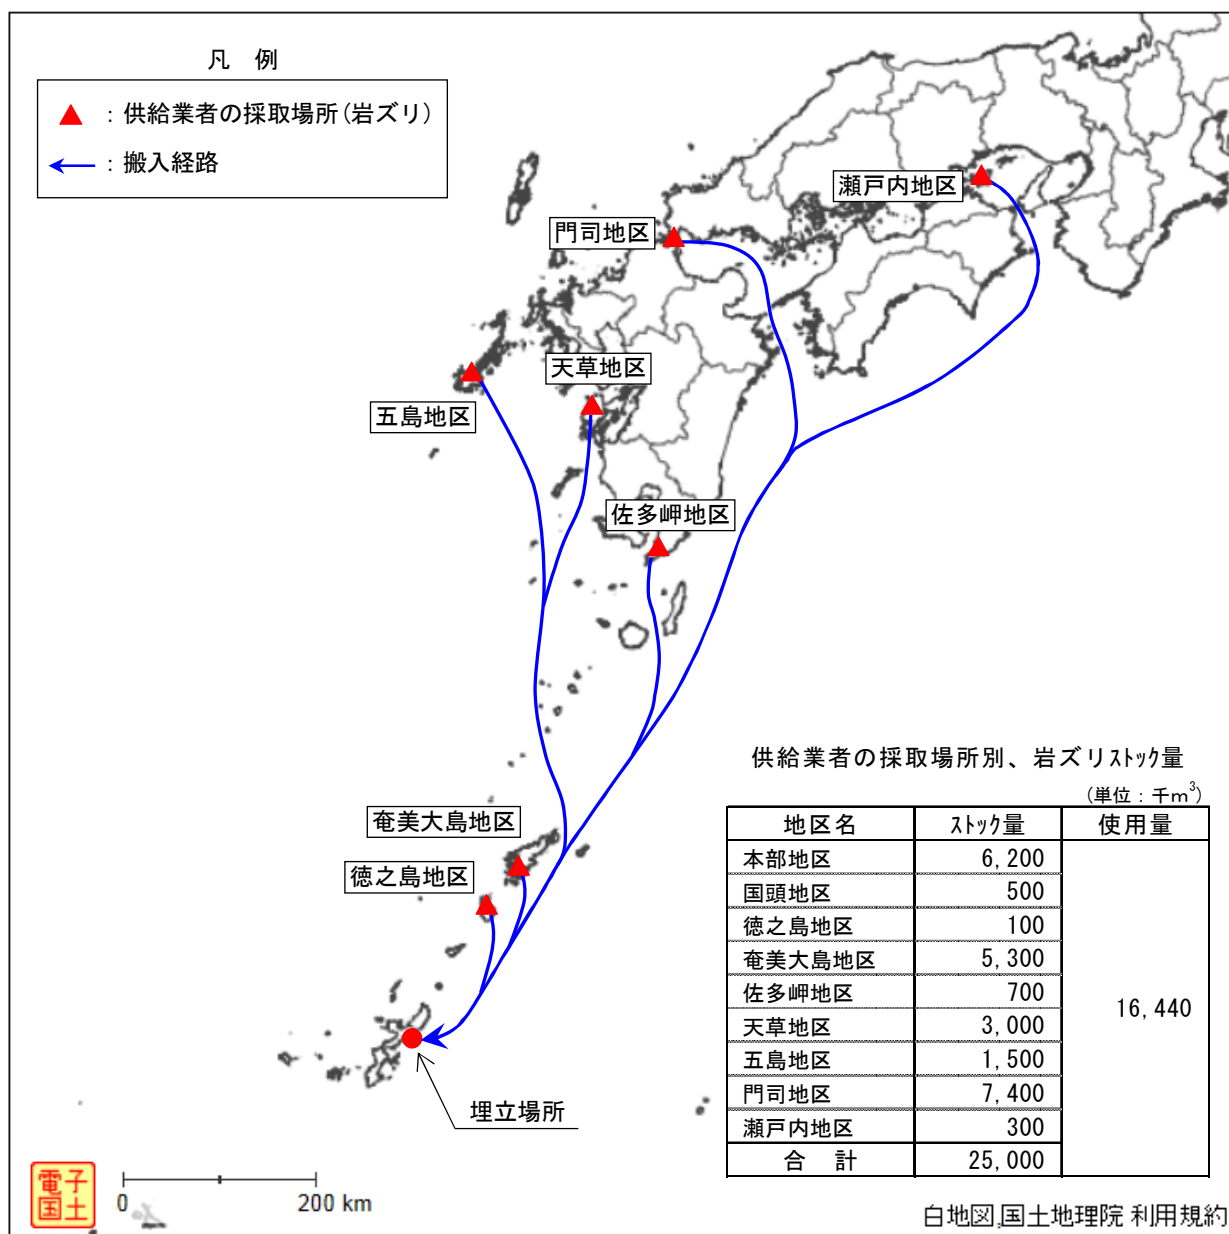 凡 例
：供給業者の採取場所(岩ズリ)
：搬入経路
瀬戸内地区
門司地区
天草地区
五島地区
佐多岬地区
奄美大島地区
徳之島地区
埋立場所
供給業者の採取場所別、岩ズリｽﾄｯｸ量
(単位：千m³)
地区名 ｽﾄｯｸ量 使用量
本部地区 6,200
国頭地区 500
徳之島地区 100
奄美大島地区 5,300
佐多岬地区 700
16,440
天草地区 3,000
五島地区 1,500
門司地区 7,400
瀬戸内地区 300
合 計 25,000
電子
国土
0 200 km
白地図,国土地理院 利用規約